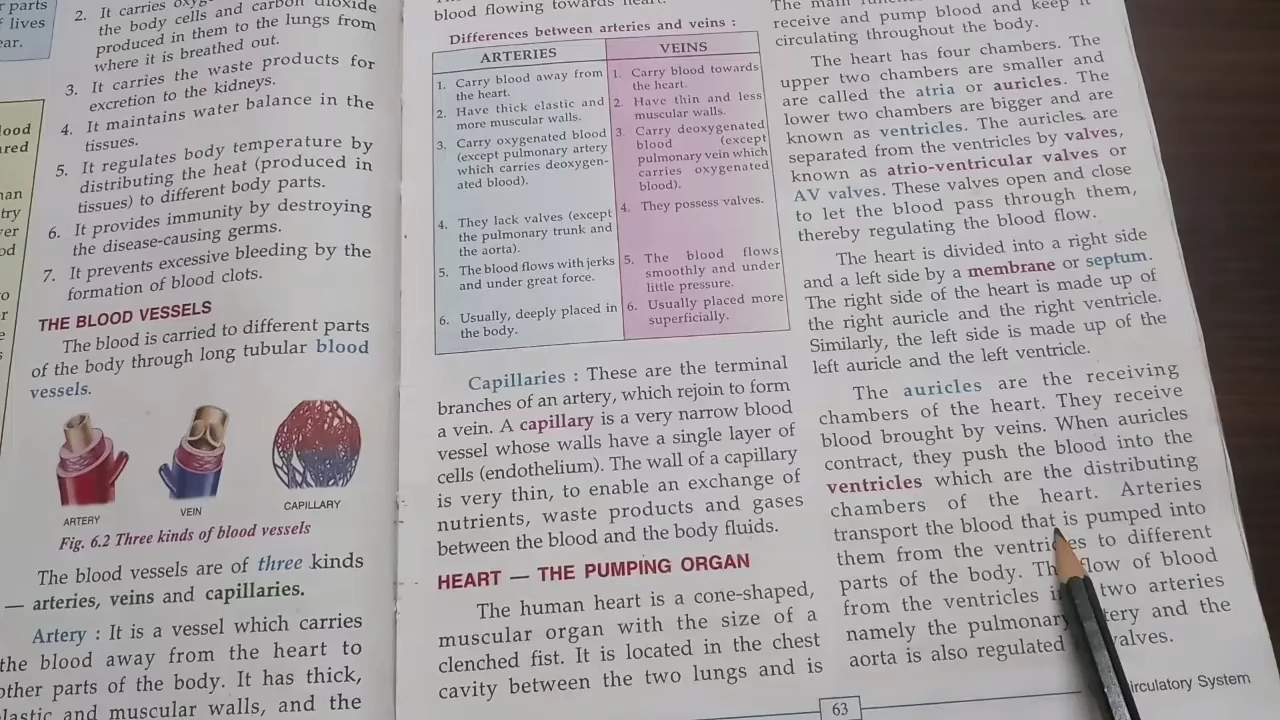 r parts
lives
ear.
lood
ured
nan
try
ver
od
2. It carries
the body cells and carbon dioxide
produced in them to the lungs from
where it is breathed out.
3. It carries the waste products for
excretion to the kidneys.
4. It maintains water balance in the
tissues.
5. It regulates body temperature by
distributing the heat (produced in
tissues) to different body parts.
6. It provides immunity by destroying
the disease-causing germs.
7. It prevents excessive bleeding by the
formation of blood clots.
THE BLOOD VESSELS
The blood is carried to different parts
of the body through long tubular blood
vessels.
ARTERY
VEIN
CAPILLARY
Fig. 6.2 Three kinds of blood vessels
The blood vessels are of three kinds
— arteries, veins and capillaries.
Artery : It is a vessel which carries
the blood away from the heart to
other parts of the body. It has thick,
elastic and muscular walls, and the
blood flowing towards heart.
Differences between arteries and veins :
ARTERIES
1. Carry blood away from
the heart.
2. Have thick elastic and
more muscular walls.
3. Carry oxygenated blood
(except pulmonary artery
which carries deoxygen-
ated blood).
4. They lack valves (except
the pulmonary trunk and
the aorta).
5. The blood flows with jerks
and under great force.
6. Usually, deeply placed in
the body.
VEINS
1. Carry blood towards
the heart.
2. Have thin and less
muscular walls.
3. Carry deoxygenated
blood (except
pulmonary vein which
carries oxygenated
blood).
4. They possess valves.
5. The blood flows
smoothly and under
little pressure.
6. Usually placed more
superficially.
Capillaries : These are the terminal
branches of an artery, which rejoin to form
a vein. A capillary is a very narrow blood
vessel whose walls have a single layer of
cells (endothelium). The wall of a capillary
is very thin, to enable an exchange of
nutrients, waste products and gases
between the blood and the body fluids.
HEART — THE PUMPING ORGAN
The human heart is a cone-shaped,
muscular organ with the size of a
clenched fist. It is located in the chest
cavity between the two lungs and is
The main
receive and pump blood and keep it
circulating throughout the body.
The heart has four chambers. The
upper two chambers are smaller and
are called the atria or auricles. The
lower two chambers are bigger and are
known as ventricles. The auricles are
separated from the ventricles by valves,
known as atrio-ventricular valves or
AV valves. These valves open and close
to let the blood pass through them,
thereby regulating the blood flow.
The heart is divided into a right side
and a left side by a membrane or septum.
The right side of the heart is made up of
the right auricle and the right ventricle.
Similarly, the left side is made up of the
left auricle and the left ventricle.
The auricles are the receiving
chambers of the heart. They receive
blood brought by veins. When auricles
contract, they push the blood into the
ventricles which are the distributing
chambers of the heart. Arteries
transport the blood that is pumped into
them from the ventricles to different
parts of the body. The flow of blood
from the ventricles two arteries
namely the pulmonary artery and the
aorta is also regulated valves.
63
irculatory System